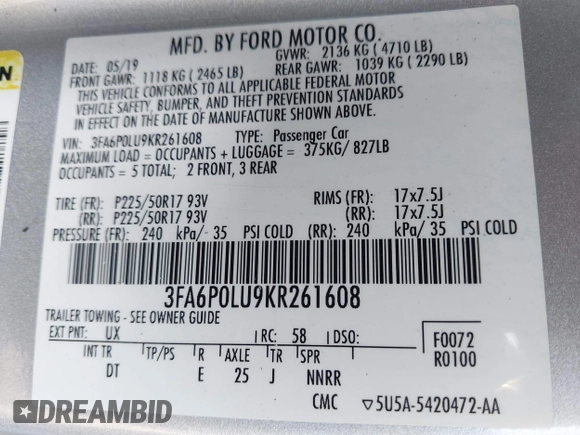 MFD. BY FORD MOTOR CO.
DATE: 05/19 GVWR: 2136 KG ( 4710 LB)
FRONT GAWR: 1118 KG ( 2465 LB) REAR GAWR: 1039 KG ( 2290 LB)
THIS VEHICLE CONFORMS TO ALL APPLICABLE FEDERAL MOTOR
VEHICLE SAFETY, BUMPER, AND THEFT PREVENTION STANDARDS
IN EFFECT ON THE DATE OF MANUFACTURE SHOWN ABOVE.
VIN: 3FA6P0LU9KR261608 TYPE: Passenger Car
MAXIMUM LOAD = OCCUPANTS + LUGGAGE = 375KG/ 827LB
OCCUPANTS = 5 TOTAL; 2 FRONT, 3 REAR
TIRE (FR): P225/50R17 93V RIMS (FR): 17x7.5J
(RR): P225/50R17 93V (RR): 17x7.5J
PRESSURE (FR): 240 kPa/ 35 PSI COLD (RR): 240 kPa/ 35 PSI COLD
3FA6P0LU9KR261608
TRAILER TOWING - SEE OWNER GUIDE
EXT PNT: UX RC: 58 DSO: F0072
R0100
INT TR TP/PS R AXLE TR SPR
DT E 25 J NNRR
CMC ▽5U5A-5420472-AA
DREAMBID